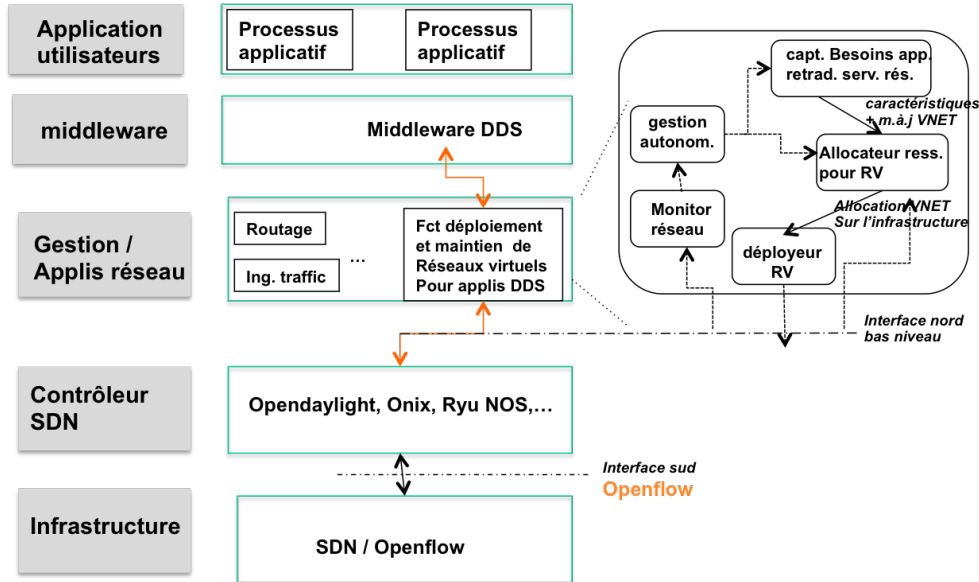 Application
utilisateurs
Processus
applicatif
Processus
applicatif
middleware
Middleware DDS
Gestion /
Applis réseau
Routage
Ing. traffic
...
Fct déploiement
et maintien de
Réseaux virtuels
Pour applis DDS
capt. Besoins app.
retrad. serv. rés.
caractéristiques
+ m.à.j VNET
gestion
autonom.
Allocateur ress.
pour RV
Monitor
réseau
Allocation VNET
Sur l'infrastructure
déployeur
RV
Interface nord
bas niveau
Contrôleur
SDN
Opendaylight, Onix, Ryu NOS,...
Interface sud
Openflow
Infrastructure
SDN / Openflow